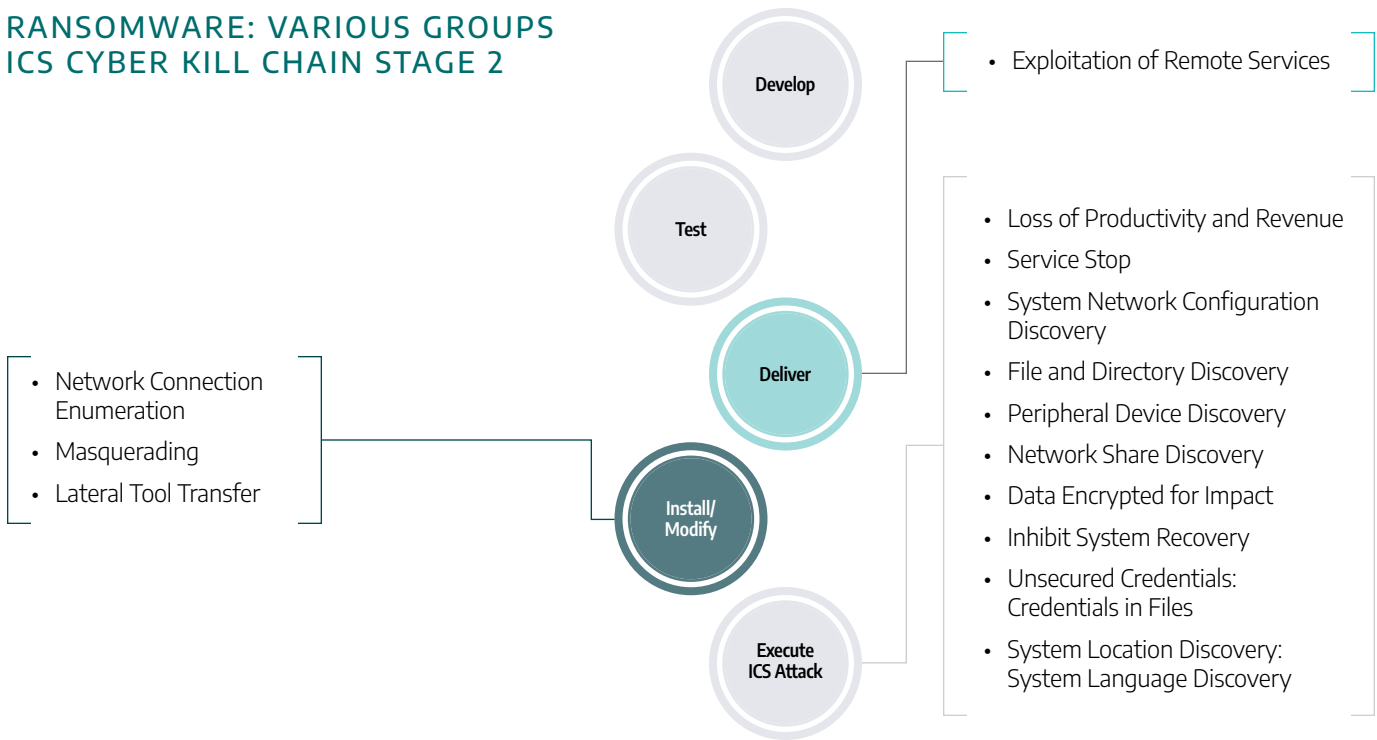 RANSOMWARE: VARIOUS GROUPS
ICS CYBER KILL CHAIN STAGE 2
Develop
• Exploitation of Remote Services
Test
Deliver
• Loss of Productivity and Revenue
• Service Stop
• System Network Configuration
Discovery
• File and Directory Discovery
• Peripheral Device Discovery
• Network Share Discovery
• Data Encrypted for Impact
• Inhibit System Recovery
• Unsecured Credentials:
Credentials in Files
• System Location Discovery:
System Language Discovery
• Network Connection
Enumeration
• Masquerading
• Lateral Tool Transfer
Install/
Modify
Execute
ICS Attack